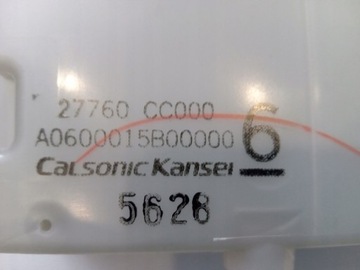 27760 CC000
A0600015B00000
6
CalsonicKansei
5628